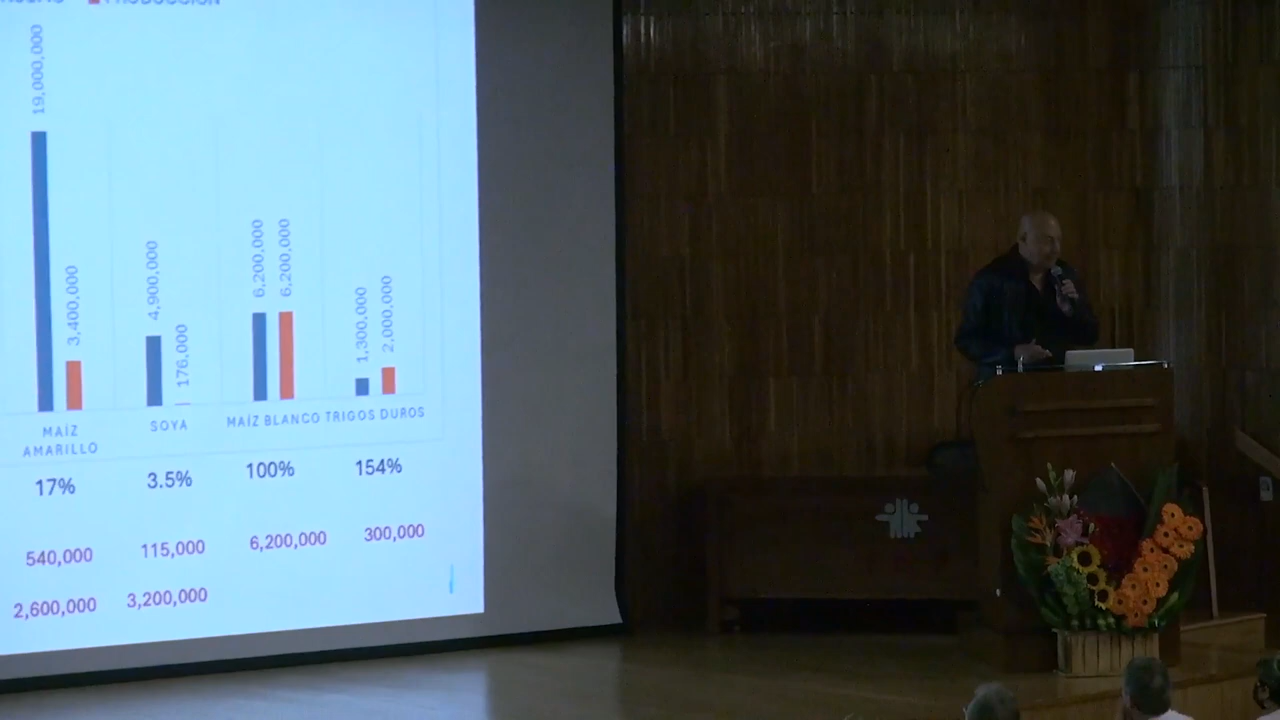 PRODUCCIÓN
19,000,000
3,400,000
4,900,000
176,000
6,200,000
6,200,000
1,300,000
2,000,000
MAÍZ AMARILLO
SOYA
MAÍZ BLANCO
TRIGOS DUROS
17% 3.5% 100% 154%
540,000 115,000 6,200,000 300,000
2,600,000 3,200,000